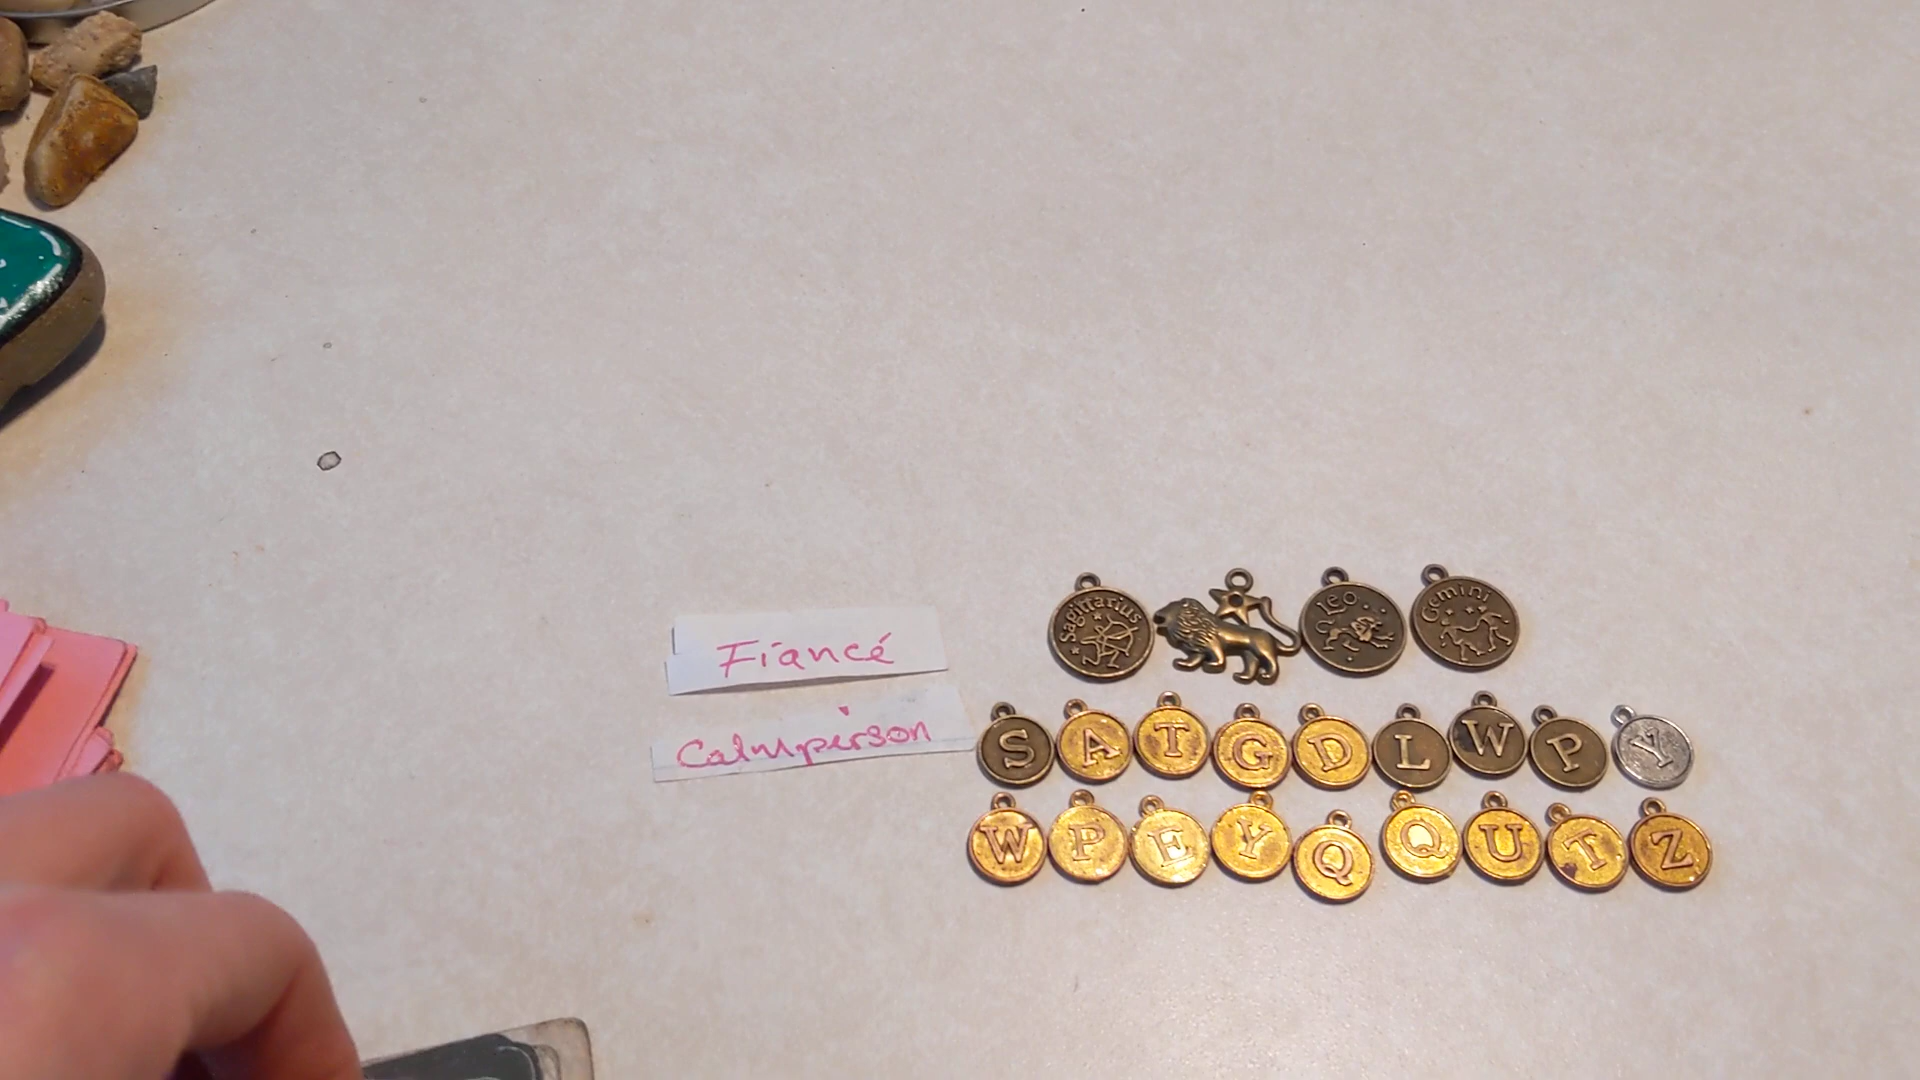 Sagittarius Leo Gemini
Fiancé
Calmperson
S A T G D L W P Y
W P E Y Q Q U T Z